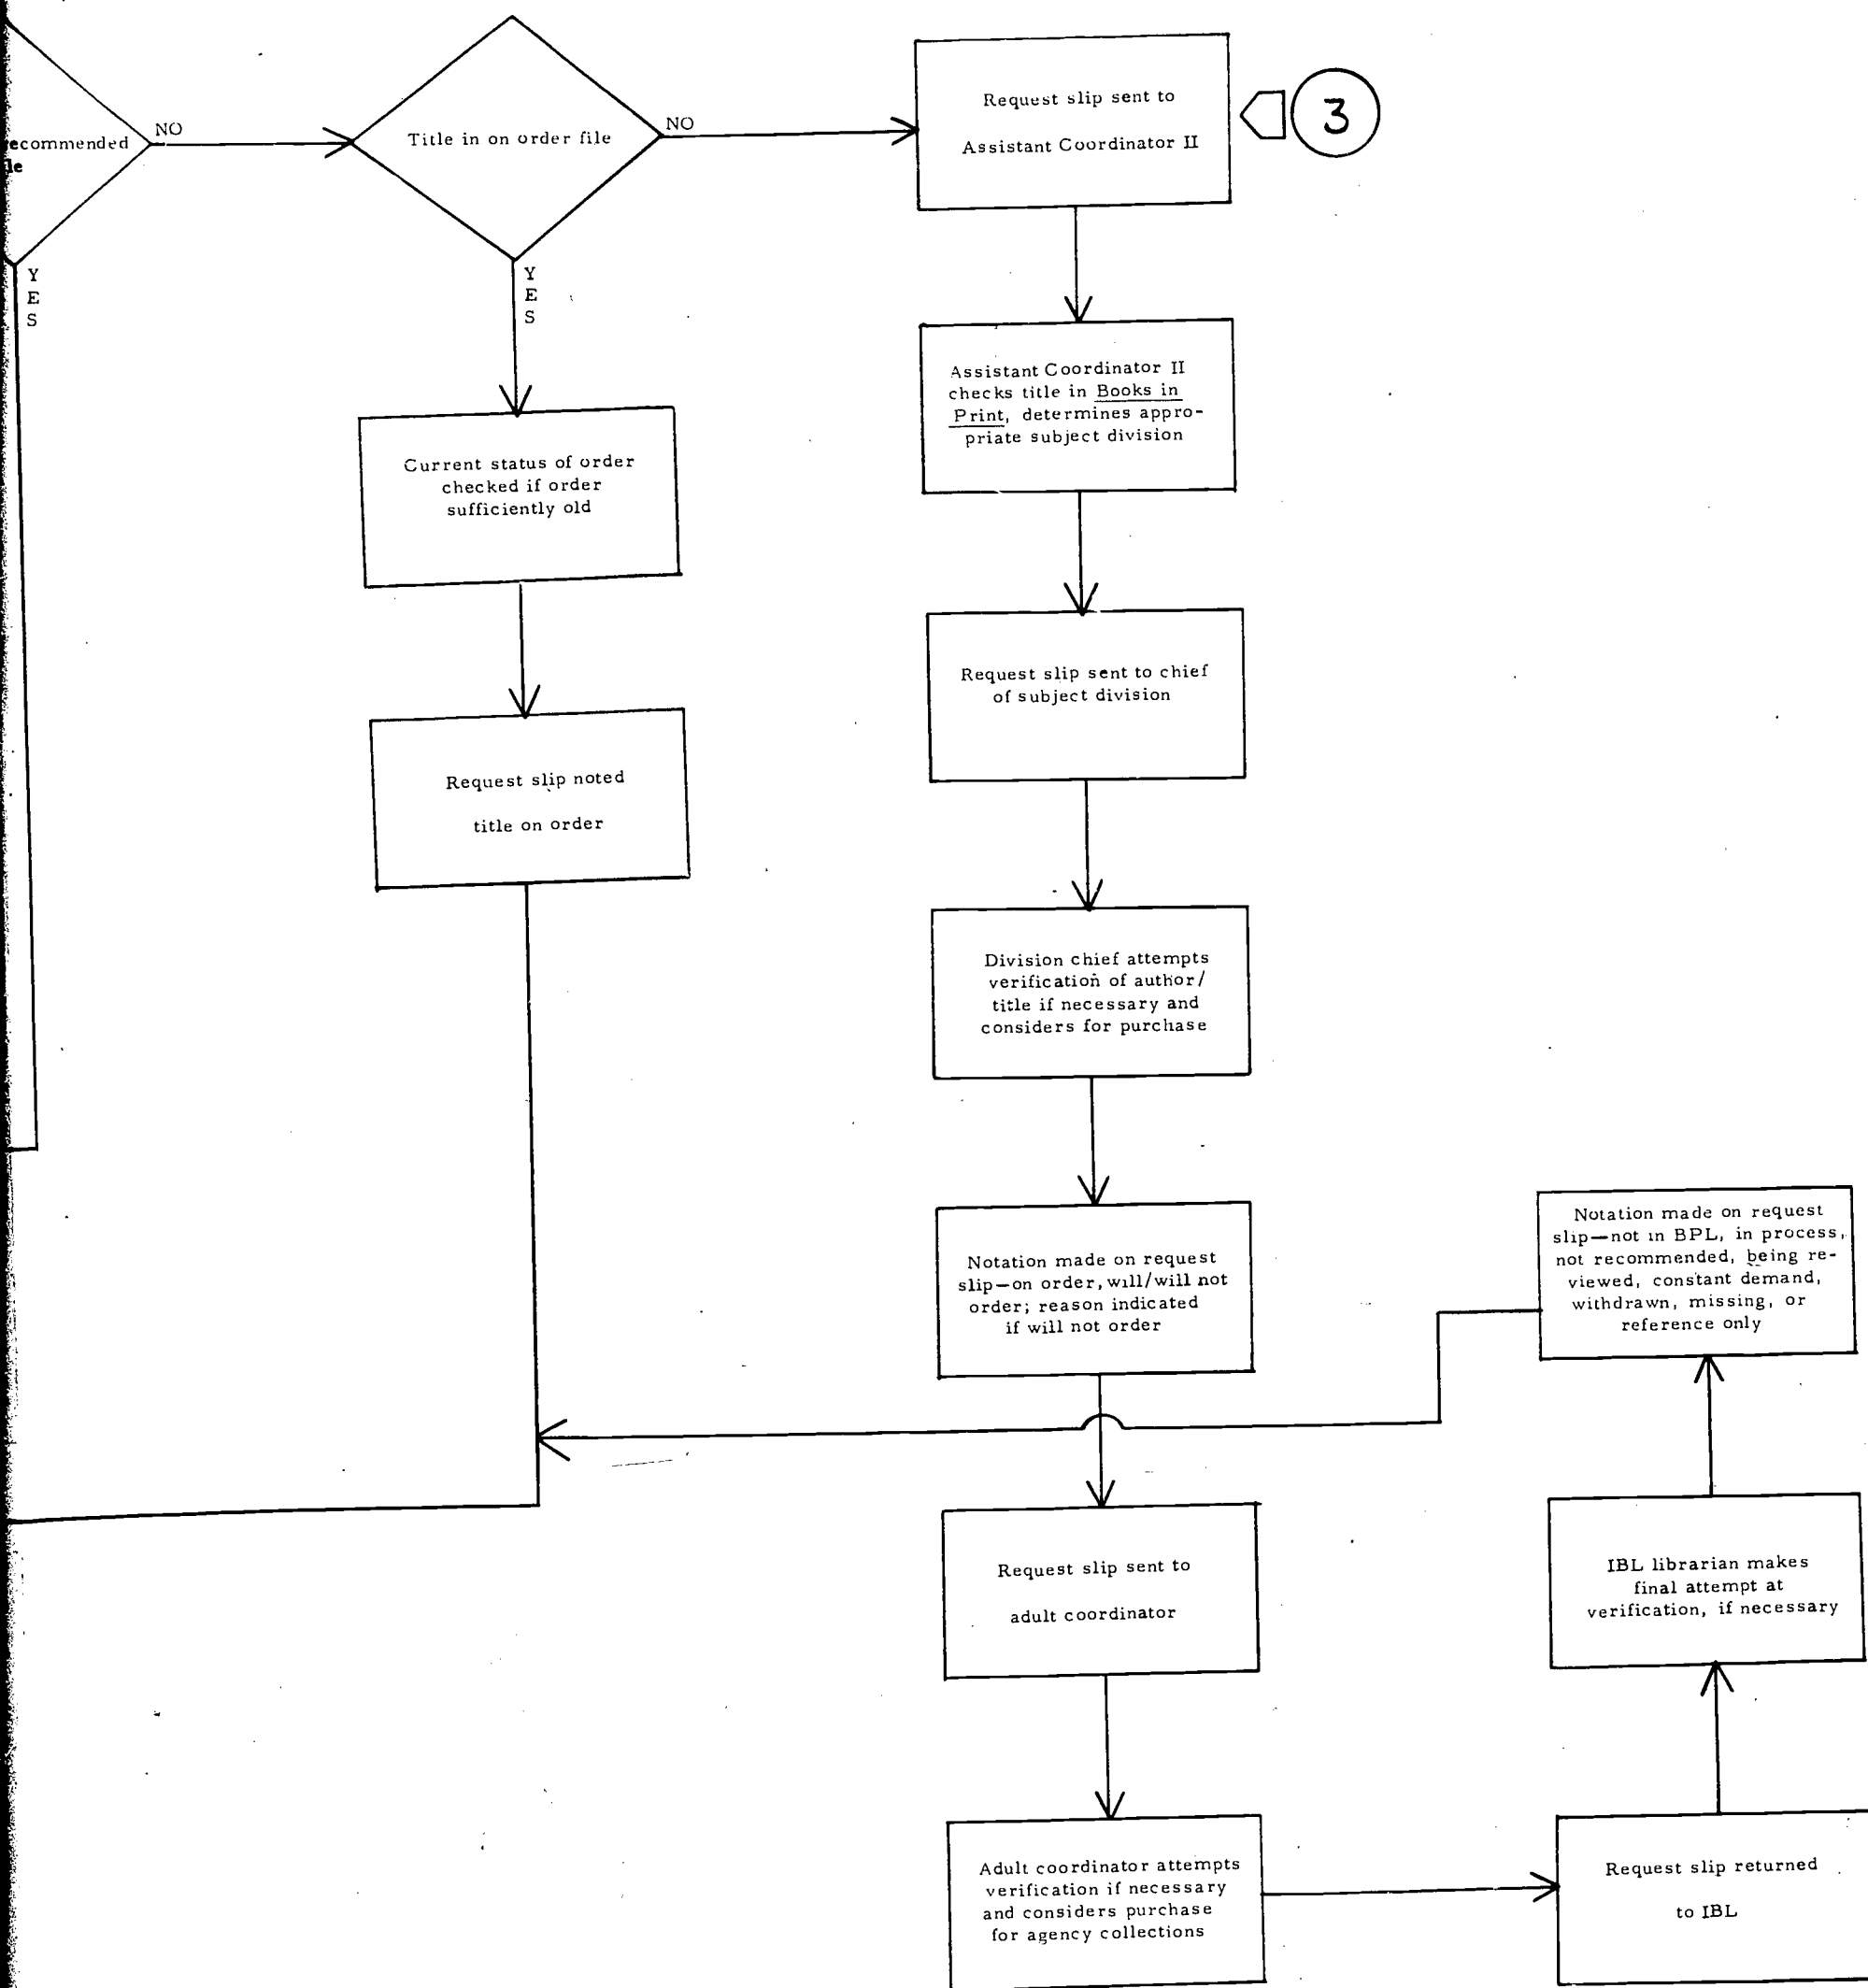 ecommended
le
NO
Y
E
S
Title in on order file
NO
Y
E
S
Request slip sent to
Assistant Coordinator II
3
Assistant Coordinator II
checks title in Books in
Print, determines appro-
priate subject division
Current status of order
checked if order
sufficiently old
Request slip sent to chief
of subject division
Request slip noted
title on order
Division chief attempts
verification of author/
title if necessary and
considers for purchase
Notation made on request
slip—on order, will/will not
order; reason indicated
if will not order
Notation made on request
slip—not in BPL, in process,
not recommended, being re-
viewed, constant demand,
withdrawn, missing, or
reference only
Request slip sent to
adult coordinator
IBL librarian makes
final attempt at
verification, if necessary
Adult coordinator attempts
verification if necessary
and considers purchase
for agency collections
Request slip returned
to IBL